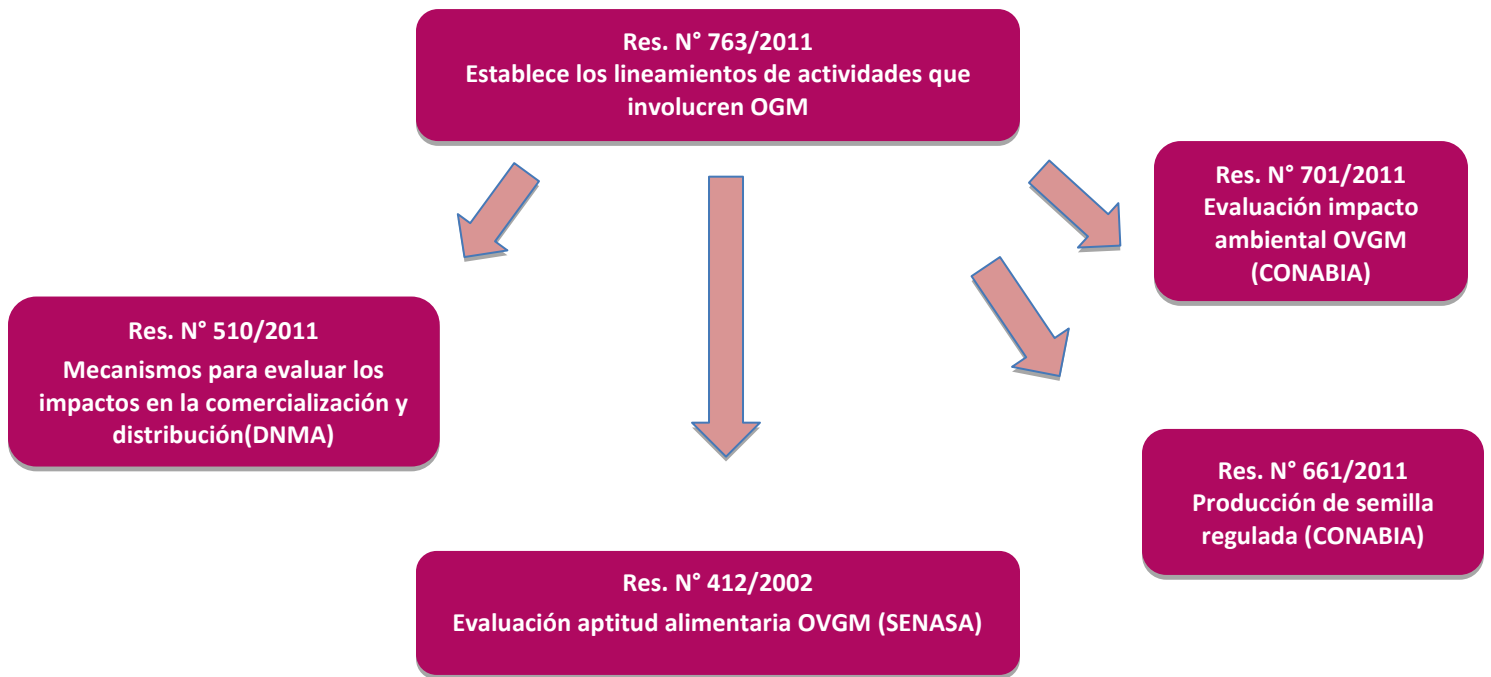 Res. N° 763/2011
Establece los lineamientos de actividades que
involucren OGM
Res. N° 701/2011
Evaluación impacto
ambiental OVGM
(CONABIA)
Res. N° 510/2011
Mecanismos para evaluar los
impactos en la comercialización y
distribución(DNMA)
Res. N° 661/2011
Producción de semilla
regulada (CONABIA)
Res. N° 412/2002
Evaluación aptitud alimentaria OVGM (SENASA)